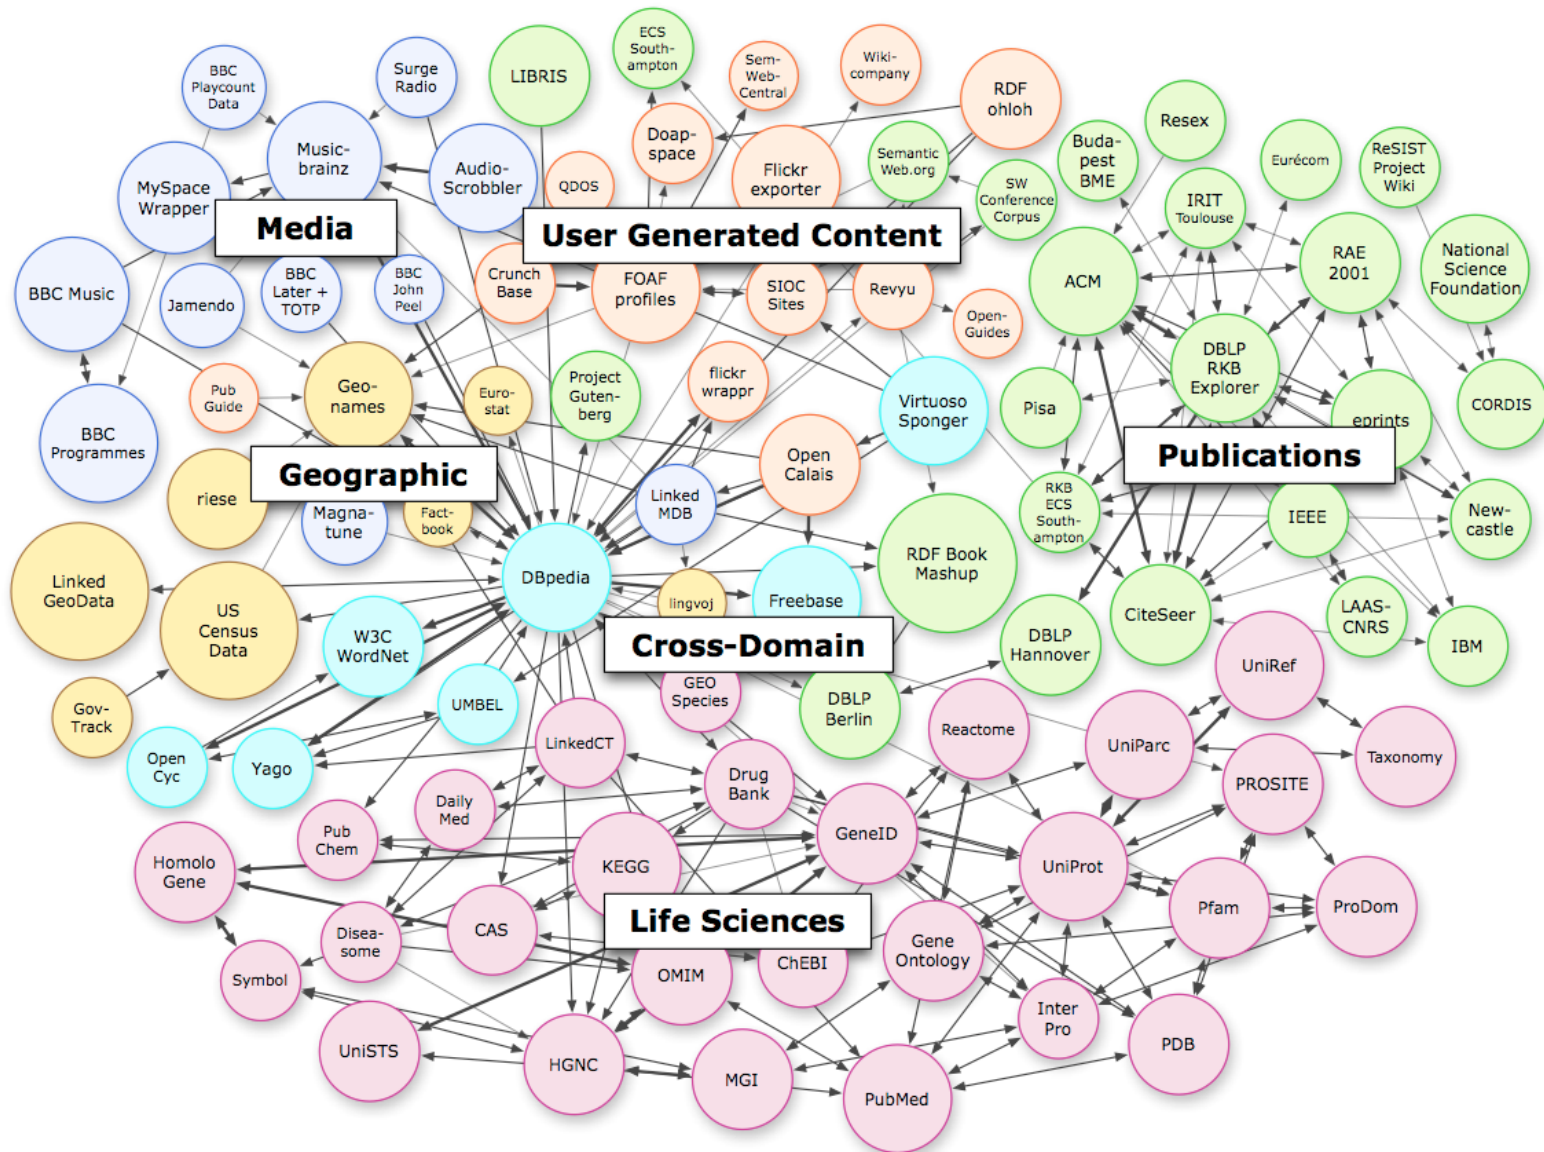 BBC
Playcount
Data
Surge
Radio
LIBRIS
ECS
South-
ampton
Sem-
Web-
Central
Wiki-
company
RDF
ohloh
Music-
brainz
Audio-
Scrobbler
MySpace
Wrapper
QDOS
Doap-
space
Flickr
exporter
Semantic
Web.org
SW
Conference
Corpus
Buda-
pest
BME
Resex
Eurécom
ReSIST
Project
Wiki
IRIT
Toulouse
Media
User Generated Content
BBC Music
Jamendo
BBC
Later +
TOTP
BBC
John
Peel
Crunch
Base
FOAF
profiles
SIOC
Sites
Revyu
Open-
Guides
ACM
RAE
2001
National
Science
Foundation
BBC
Programmes
Pub
Guide
Geo-
names
Euro-
stat
Project
Guten-
berg
flickr
wrappr
Virtuoso
Sponger
Pisa
DBLP
RKB
Explorer
eprints
CORDIS
Geographic
Publications
riese
Magna-
tune
Fact-
book
Linked
MDB
Open
Calais
RKB
ECS
South-
ampton
IEEE
New-
castle
Linked
GeoData
US
Census
Data
W3C
WordNet
DBpedia
lingvoj
Freebase
RDF Book
Mashup
DBLP
Hannover
CiteSeer
LAAS-
CNRS
IBM
Cross-Domain
Gov-
Track
Open
Cyc
Yago
UMBEL
LinkedCT
GEO
Species
DBLP
Berlin
Reactome
UniParc
UniRef
Taxonomy
Daily
Med
Drug
Bank
PROSITE
Homolo
Gene
Pub
Chem
KEGG
GeneID
UniProt
Pfam
ProDom
Life Sciences
Symbol
Disea-
some
CAS
OMIM
ChEBI
Gene
Ontology
Inter
Pro
PDB
UniSTS
HGNC
MGI
PubMed